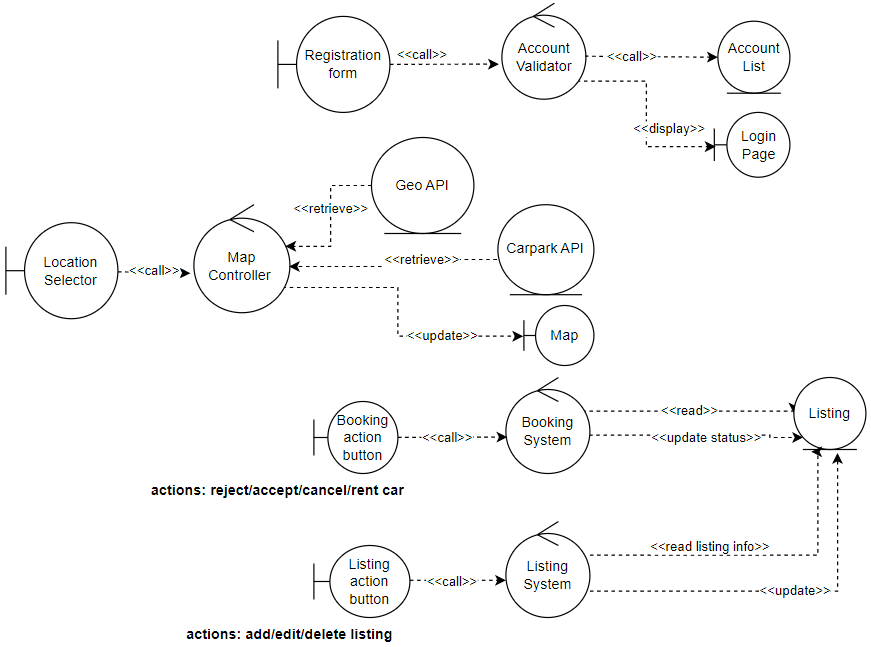 Registration
form
<<call>>
Account
Validator
<<call>>
Account
List
<<display>>
Login
Page
Geo API
<<retrieve>>
Location
Selector
<<call>>
Map
Controller
<<retrieve>>
Carpark API
<<update>>
Map
Booking
action
button
<<call>>
Booking
System
<<read>>
<<update status>>
Listing
actions: reject/accept/cancel/rent car
Listing
action
button
<<call>>
Listing
System
<<read listing info>>
<<update>>
actions: add/edit/delete listing